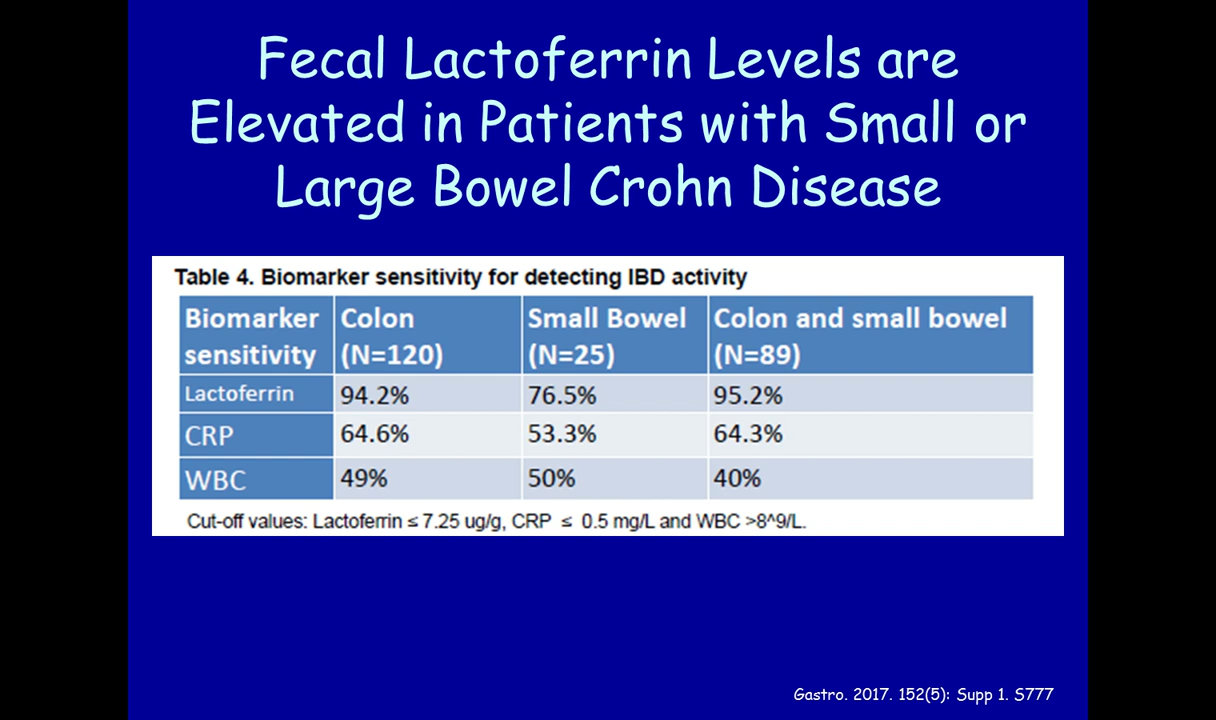 Fecal Lactoferrin Levels are
Elevated in Patients with Small or
Large Bowel Crohn Disease
Table 4. Biomarker sensitivity for detecting IBD activity
Biomarker sensitivity Colon (N=120) Small Bowel (N=25) Colon and small bowel (N=89)
Lactoferrin 94.2% 76.5% 95.2%
CRP 64.6% 53.3% 64.3%
WBC 49% 50% 40%
Cut-off values: Lactoferrin ≤ 7.25 ug/g, CRP ≤ 0.5 mg/L and WBC >8^9/L.
Gastro. 2017. 152(5): Supp 1. S777